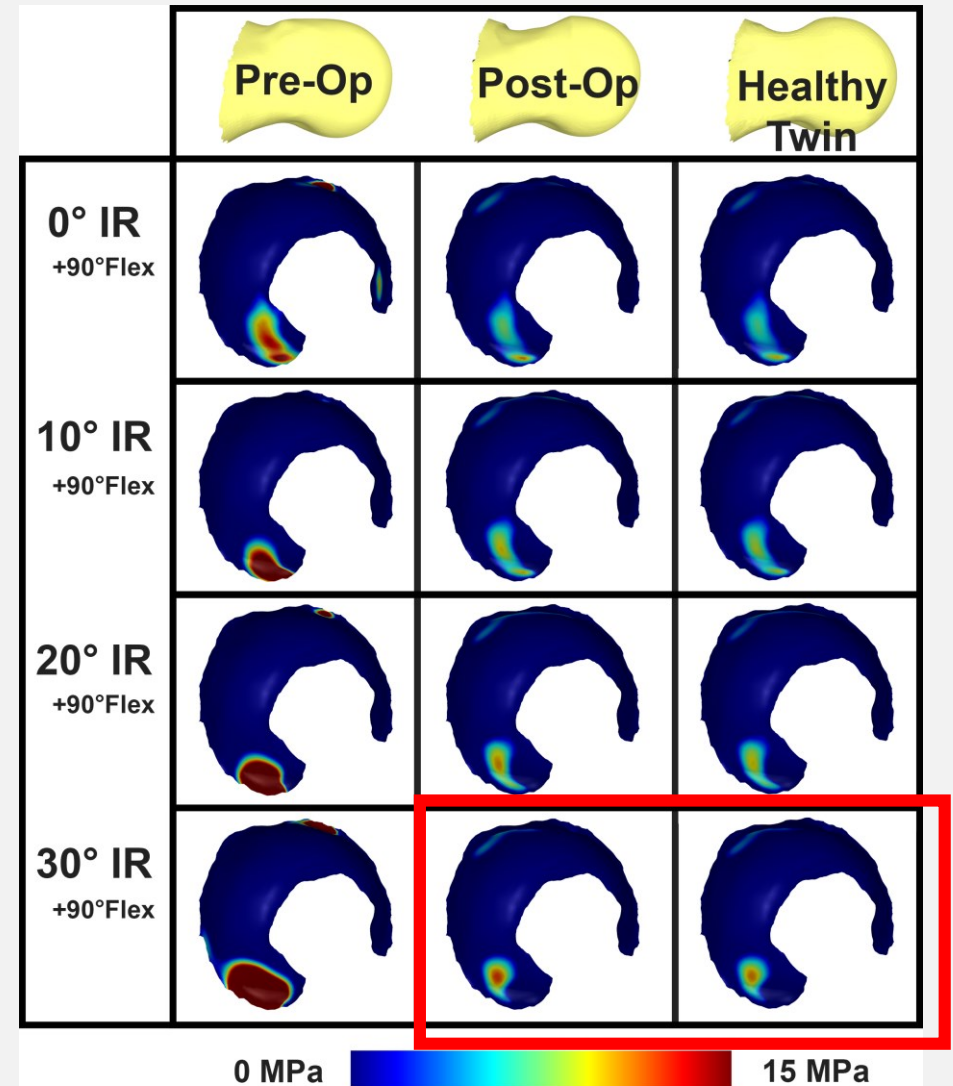 Pre-Op
Post-Op
Healthy
Twin
0° IR
+90°Flex
10° IR
+90°Flex
20° IR
+90°Flex
30° IR
+90°Flex
0 MPa
15 MPa